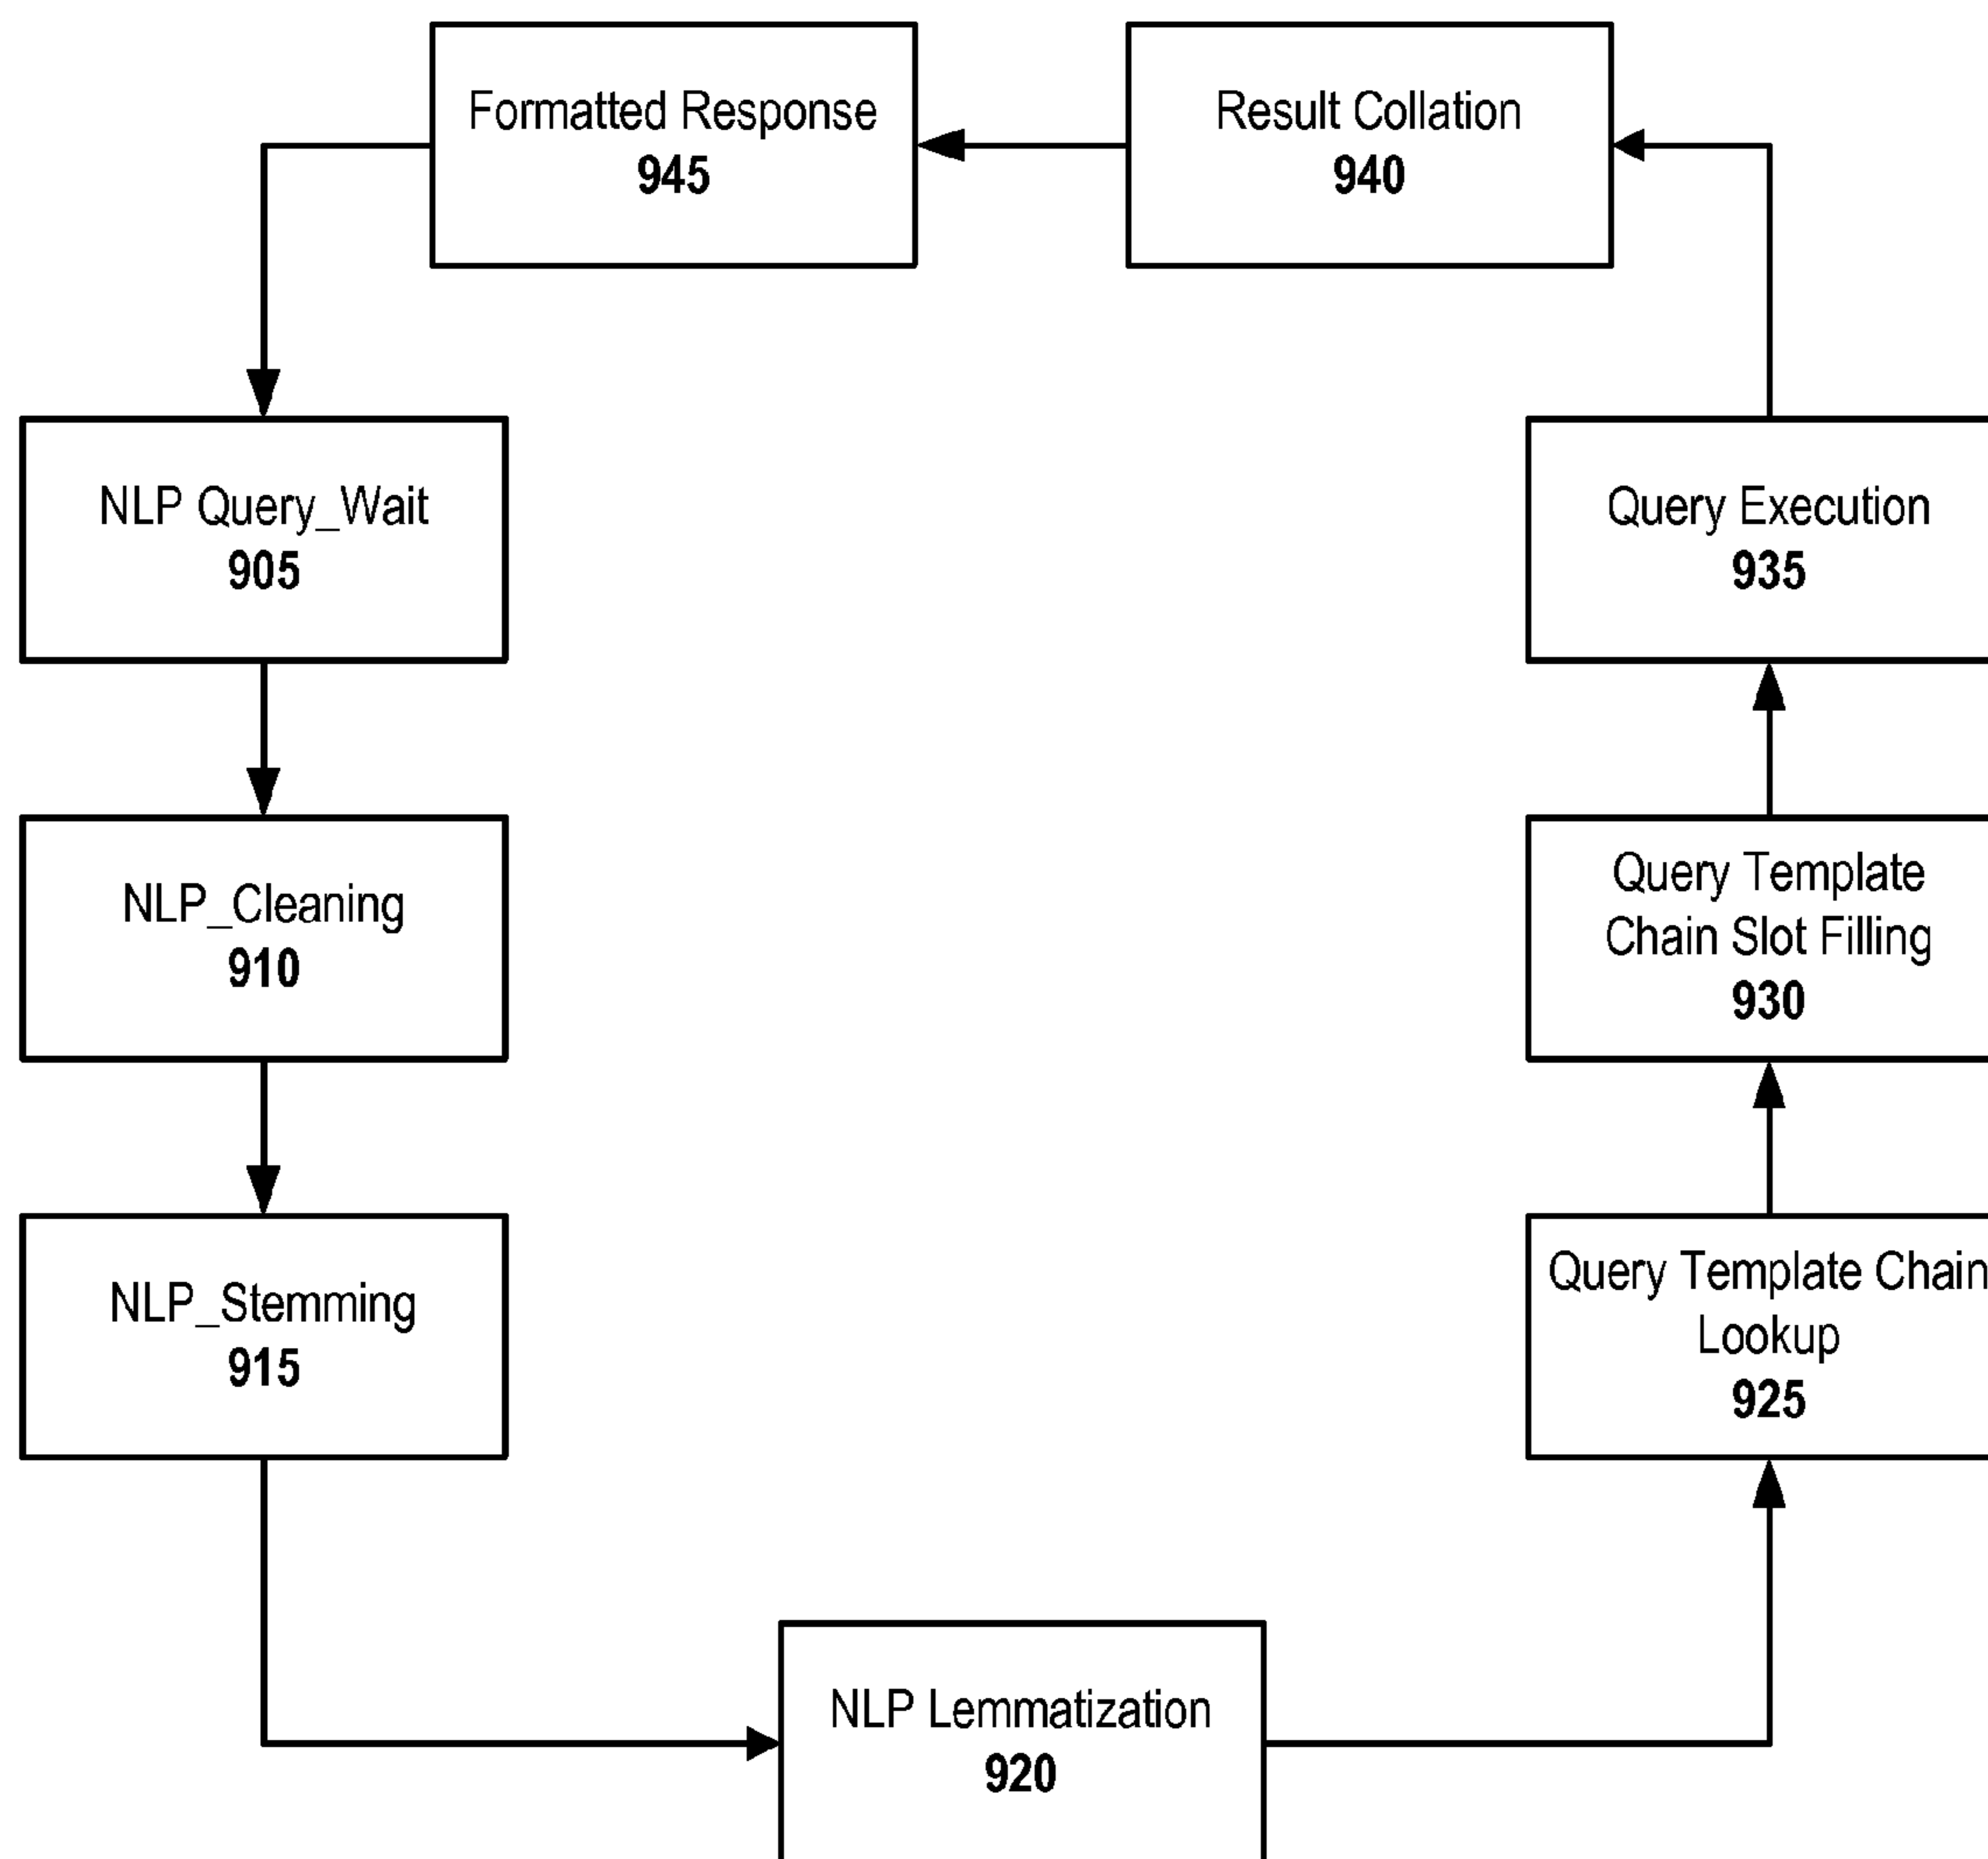 Formatted Response
945
Result Collation
940
NLP Query_Wait
905
Query Execution
935
NLP_Cleaning
910
Query Template
Chain Slot Filling
930
NLP_Stemming
915
Query Template Chain
Lookup
925
NLP Lemmatization
920